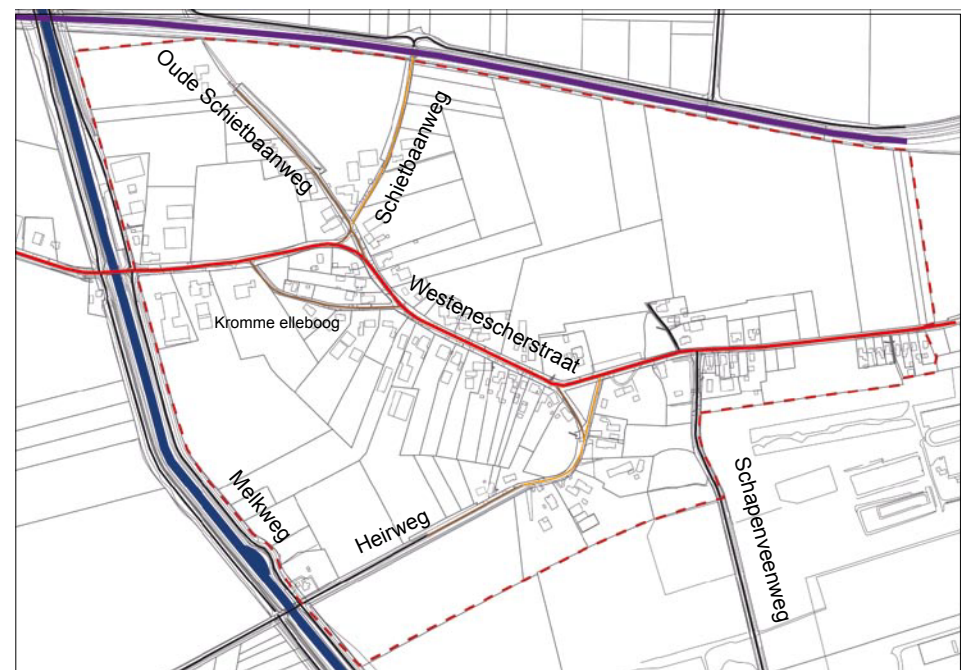 Oude Schietbaanweg
Schietbaanweg
Westenescherstraat
Kromme elleboog
Melkweg
Heirweg
Schapenveenweg